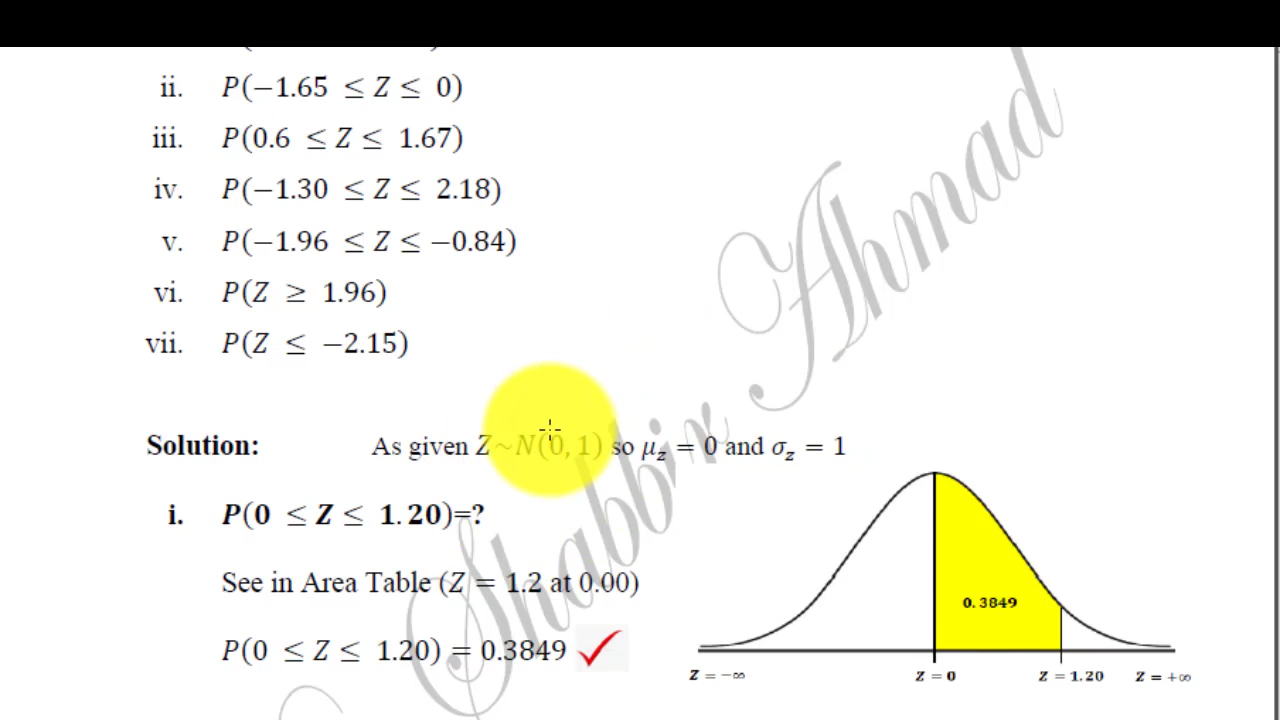 ii. P(−1.65 ≤ Z ≤ 0)
iii. P(0.6 ≤ Z ≤ 1.67)
iv. P(−1.30 ≤ Z ≤ 2.18)
v. P(−1.96 ≤ Z ≤ −0.84)
vi. P(Z ≥ 1.96)
vii. P(Z ≤ −2.15)
Solution: As given Z~N(0, 1) so μz = 0 and σz = 1
i. P(0 ≤ Z ≤ 1.20)=?
See in Area Table (Z = 1.2 at 0.00)
P(0 ≤ Z ≤ 1.20) = 0.3849
0.3849
Z = −∞ Z = 0 Z = 1.20 Z = +∞
Shabbir Ahmad